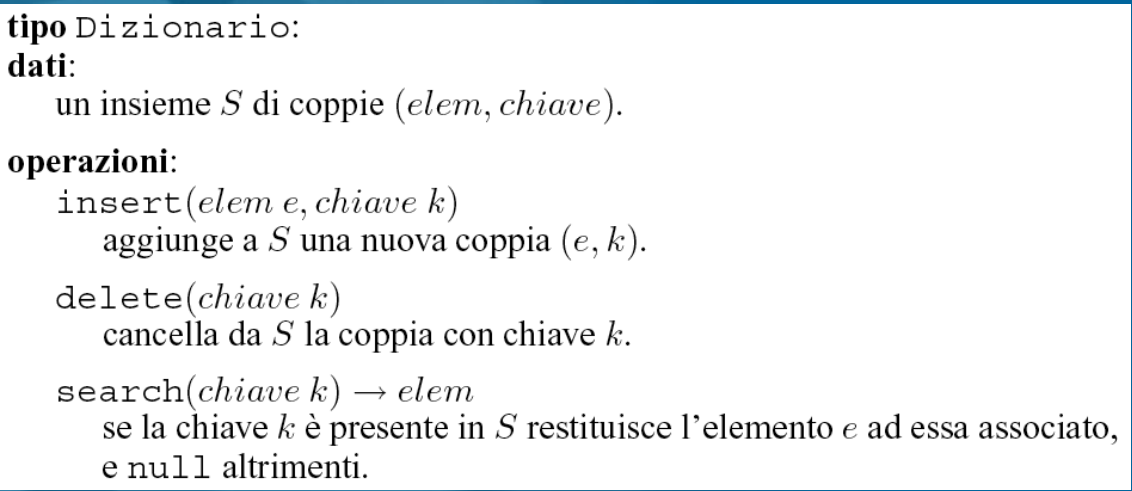 tipo Dizionario:
dati:
un insieme S di coppie (elem, chiave).
operazioni:
insert(elem e, chiave k)
aggiunge a S una nuova coppia (e, k).
delete(chiave k)
cancella da S la coppia con chiave k.
search(chiave k) → elem
se la chiave k è presente in S restituisce l'elemento e ad essa associato,
e null altrimenti.